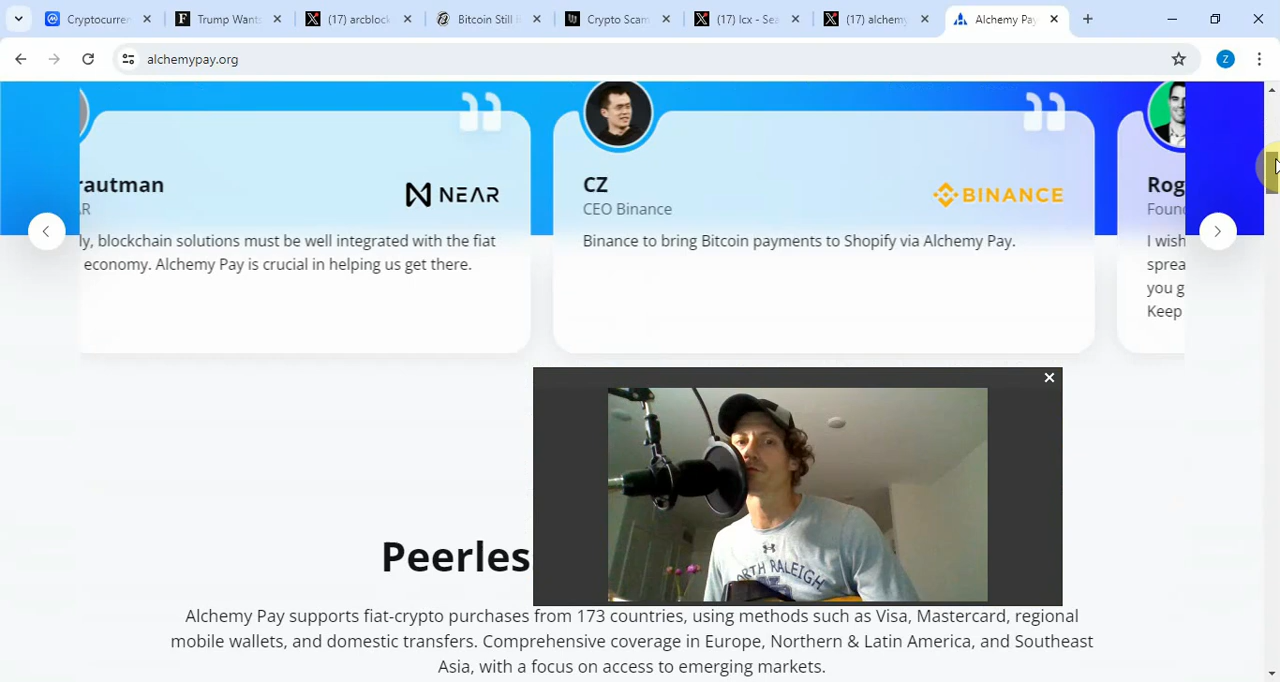 Cryptocurren
Trump Wants
(17) arcblock
Bitcoin Still
Crypto Scam
(17) lcx - Sea
(17) alchemy
Alchemy Pay
alchemypay.org
Z
rautman
NEAR
AR
ly, blockchain solutions must be well integrated with the fiat
economy. Alchemy Pay is crucial in helping us get there.
CZ
BINANCE
CEO Binance
Binance to bring Bitcoin payments to Shopify via Alchemy Pay.
Rog
Foun
I wish
sprea
you g
Keep
NORTH RALEIGH
Peerles
Alchemy Pay supports fiat-crypto purchases from 173 countries, using methods such as Visa, Mastercard, regional
mobile wallets, and domestic transfers. Comprehensive coverage in Europe, Northern & Latin America, and Southeast
Asia, with a focus on access to emerging markets.